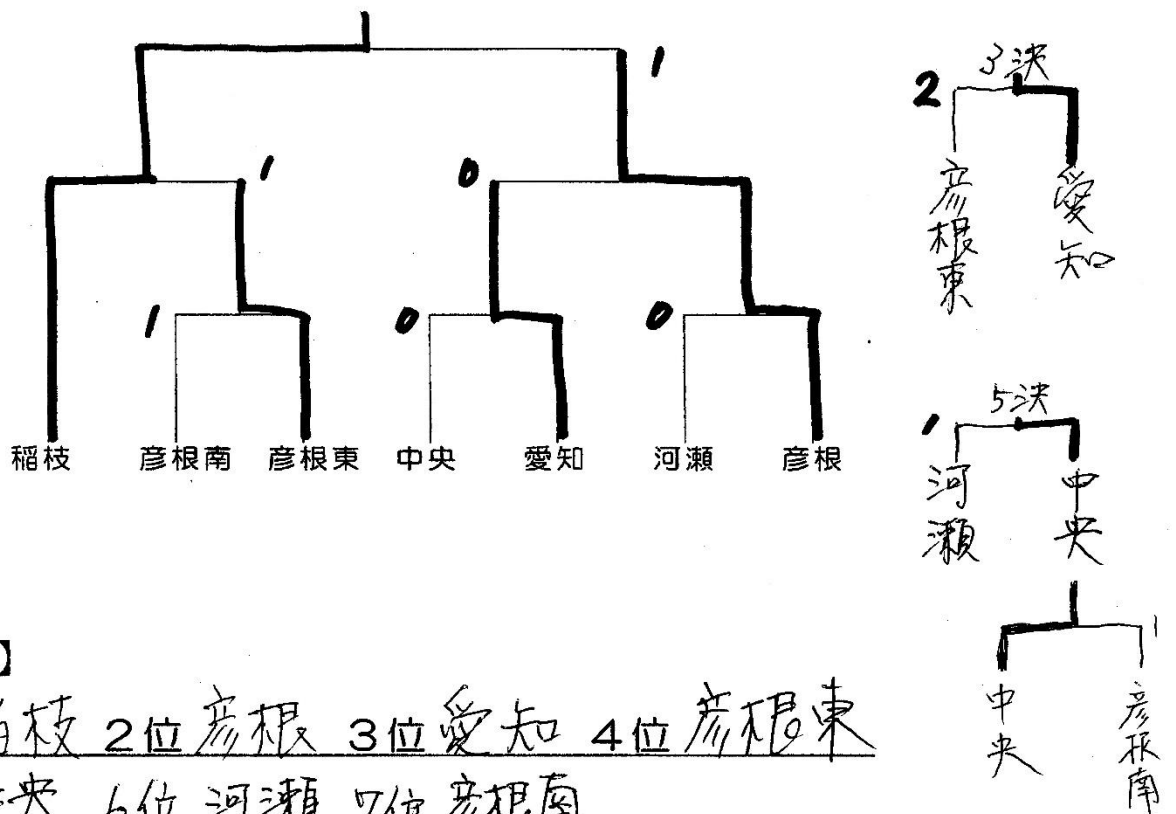 1
3決
2
1
0
彦根東
愛知
1
0
0
5決
1
稲枝 彦根南 彦根東 中央 愛知 河瀬 彦根
河瀬
中央
1
】
枝 2位 彦根 3位 愛知 4位 彦根東
中央
彦根南
央 6位 河瀬 7位 彦根南